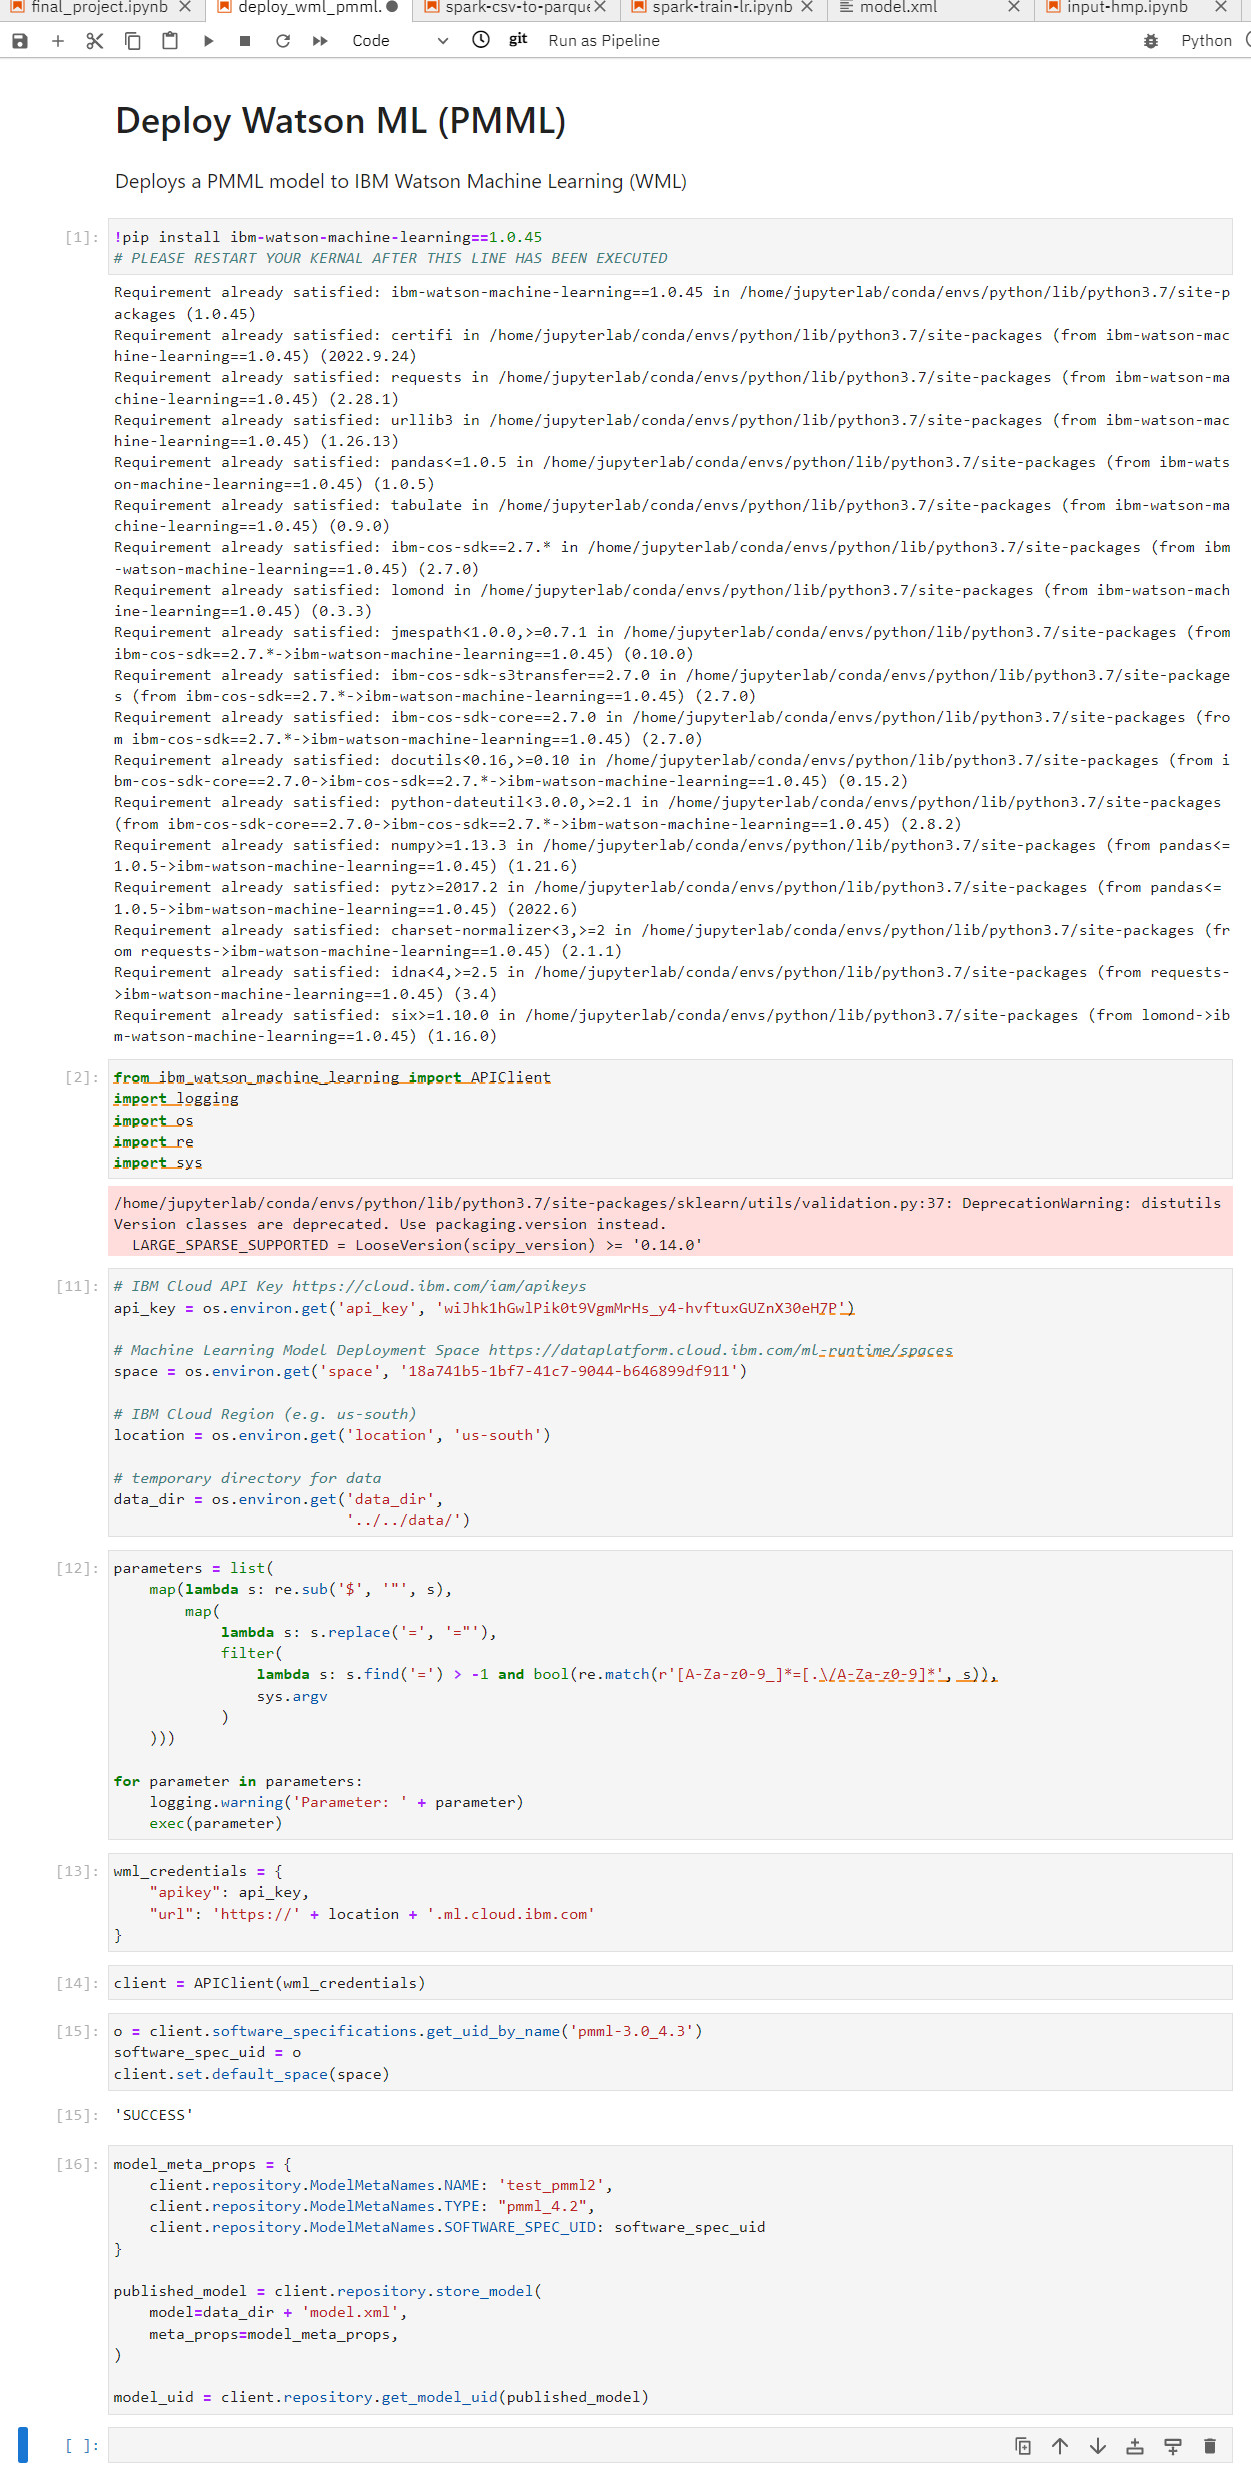 final_project.ipynb
deploy_wml_pmml.
spark-csv-to-parque
spark-train-lr.ipynb
model.xml
input-hmp.ipynb
Code
git
Run as Pipeline
Python
Deploy Watson ML (PMML)
Deploys a PMML model to IBM Watson Machine Learning (WML)
[1]: !pip install ibm-watson-machine-learning==1.0.45
# PLEASE RESTART YOUR KERNAL AFTER THIS LINE HAS BEEN EXECUTED
Requirement already satisfied: ibm-watson-machine-learning==1.0.45 in /home/jupyterlab/conda/envs/python/lib/python3.7/site-p
ackages (1.0.45)
Requirement already satisfied: certifi in /home/jupyterlab/conda/envs/python/lib/python3.7/site-packages (from ibm-watson-mac
hine-learning==1.0.45) (2022.9.24)
Requirement already satisfied: requests in /home/jupyterlab/conda/envs/python/lib/python3.7/site-packages (from ibm-watson-ma
chine-learning==1.0.45) (2.28.1)
Requirement already satisfied: urllib3 in /home/jupyterlab/conda/envs/python/lib/python3.7/site-packages (from ibm-watson-mac
hine-learning==1.0.45) (1.26.13)
Requirement already satisfied: pandas<=1.0.5 in /home/jupyterlab/conda/envs/python/lib/python3.7/site-packages (from ibm-wats
on-machine-learning==1.0.45) (1.0.5)
Requirement already satisfied: tabulate in /home/jupyterlab/conda/envs/python/lib/python3.7/site-packages (from ibm-watson-ma
chine-learning==1.0.45) (0.9.0)
Requirement already satisfied: ibm-cos-sdk==2.7.* in /home/jupyterlab/conda/envs/python/lib/python3.7/site-packages (from ibm
-watson-machine-learning==1.0.45) (2.7.0)
Requirement already satisfied: lomond in /home/jupyterlab/conda/envs/python/lib/python3.7/site-packages (from ibm-watson-mach
ine-learning==1.0.45) (0.3.3)
Requirement already satisfied: jmespath<1.0.0,>=0.7.1 in /home/jupyterlab/conda/envs/python/lib/python3.7/site-packages (from
ibm-cos-sdk==2.7.*->ibm-watson-machine-learning==1.0.45) (0.10.0)
Requirement already satisfied: ibm-cos-sdk-s3transfer==2.7.0 in /home/jupyterlab/conda/envs/python/lib/python3.7/site-package
s (from ibm-cos-sdk==2.7.*->ibm-watson-machine-learning==1.0.45) (2.7.0)
Requirement already satisfied: ibm-cos-sdk-core==2.7.0 in /home/jupyterlab/conda/envs/python/lib/python3.7/site-packages (fro
m ibm-cos-sdk==2.7.*->ibm-watson-machine-learning==1.0.45) (2.7.0)
Requirement already satisfied: docutils<0.16,>=0.10 in /home/jupyterlab/conda/envs/python/lib/python3.7/site-packages (from i
bm-cos-sdk-core==2.7.0->ibm-cos-sdk==2.7.*->ibm-watson-machine-learning==1.0.45) (0.15.2)
Requirement already satisfied: python-dateutil<3.0.0,>=2.1 in /home/jupyterlab/conda/envs/python/lib/python3.7/site-packages
(from ibm-cos-sdk-core==2.7.0->ibm-cos-sdk==2.7.*->ibm-watson-machine-learning==1.0.45) (2.8.2)
Requirement already satisfied: numpy>=1.13.3 in /home/jupyterlab/conda/envs/python/lib/python3.7/site-packages (from pandas<=
1.0.5->ibm-watson-machine-learning==1.0.45) (1.21.6)
Requirement already satisfied: pytz>=2017.2 in /home/jupyterlab/conda/envs/python/lib/python3.7/site-packages (from pandas<=
1.0.5->ibm-watson-machine-learning==1.0.45) (2022.6)
Requirement already satisfied: charset-normalizer<3,>=2 in /home/jupyterlab/conda/envs/python/lib/python3.7/site-packages (fr
om requests->ibm-watson-machine-learning==1.0.45) (2.1.1)
Requirement already satisfied: idna<4,>=2.5 in /home/jupyterlab/conda/envs/python/lib/python3.7/site-packages (from requests-
>ibm-watson-machine-learning==1.0.45) (3.4)
Requirement already satisfied: six>=1.10.0 in /home/jupyterlab/conda/envs/python/lib/python3.7/site-packages (from lomond->ib
m-watson-machine-learning==1.0.45) (1.16.0)
[2]: from ibm_watson_machine_learning import APIClient
import logging
import os
import re
import sys
/home/jupyterlab/conda/envs/python/lib/python3.7/site-packages/sklearn/utils/validation.py:37: DeprecationWarning: distutils
Version classes are deprecated. Use packaging.version instead.
  LARGE_SPARSE_SUPPORTED = LooseVersion(scipy_version) >= '0.14.0'
[11]: # IBM Cloud API Key https://cloud.ibm.com/iam/apikeys
api_key = os.environ.get('api_key', 'wiJhk1hGwlPik0t9VgmMrHs_y4-hvftuxGUZnX30eH7P')
# Machine Learning Model Deployment Space https://dataplatform.cloud.ibm.com/ml-runtime/spaces
space = os.environ.get('space', '18a741b5-1bf7-41c7-9044-b646899df911')
# IBM Cloud Region (e.g. us-south)
location = os.environ.get('location', 'us-south')
# temporary directory for data
data_dir = os.environ.get('data_dir',
                          '../../data/')
[12]: parameters = list(
    map(lambda s: re.sub('$', '"', s),
        map(
            lambda s: s.replace('=', '="'),
            filter(
                lambda s: s.find('=') > -1 and bool(re.match(r'[A-Za-z0-9_]*=[.\/A-Za-z0-9]*', s)),
                sys.argv
            )
    )))
for parameter in parameters:
    logging.warning('Parameter: ' + parameter)
    exec(parameter)
[13]: wml_credentials = {
    "apikey": api_key,
    "url": 'https://' + location + '.ml.cloud.ibm.com'
}
[14]: client = APIClient(wml_credentials)
[15]: o = client.software_specifications.get_uid_by_name('pmml-3.0_4.3')
software_spec_uid = o
client.set.default_space(space)
[15]: 'SUCCESS'
[16]: model_meta_props = {
    client.repository.ModelMetaNames.NAME: 'test_pmml2',
    client.repository.ModelMetaNames.TYPE: "pmml_4.2",
    client.repository.ModelMetaNames.SOFTWARE_SPEC_UID: software_spec_uid
}
published_model = client.repository.store_model(
    model=data_dir + 'model.xml',
    meta_props=model_meta_props,
)
model_uid = client.repository.get_model_uid(published_model)
[ ]: